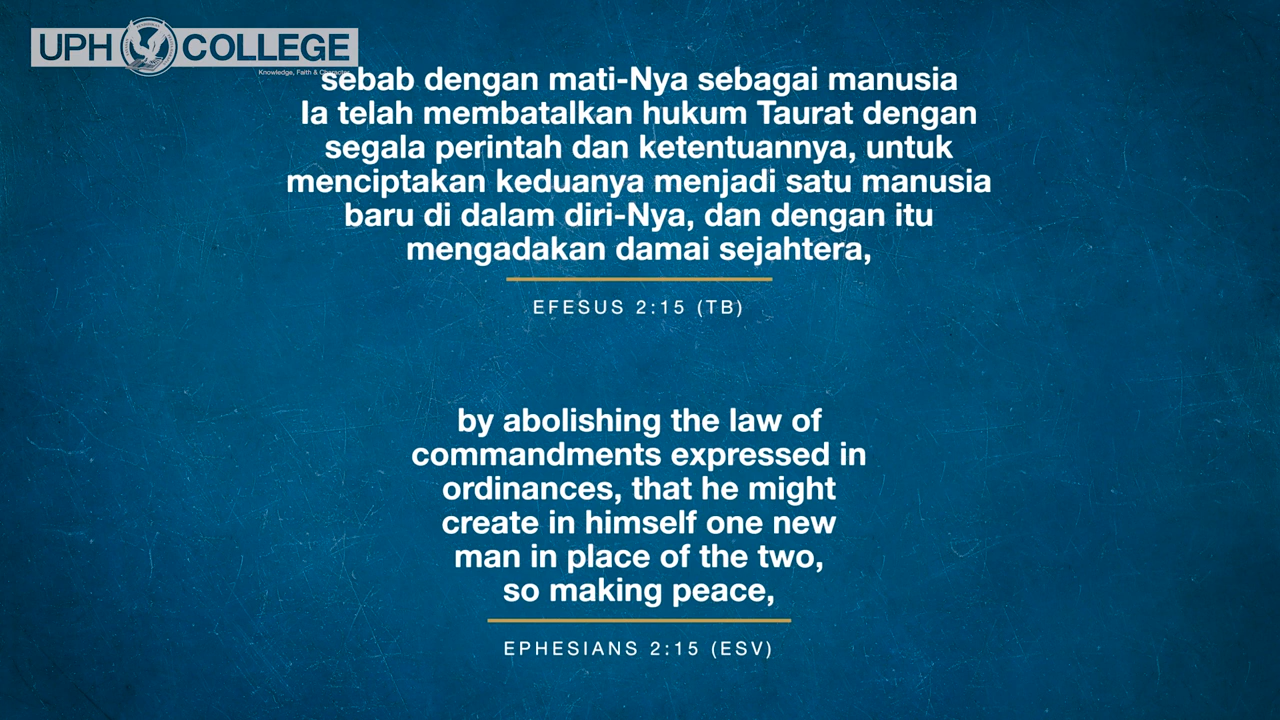 UPH COLLEGE
Knowledge, Faith & Character
sebab dengan mati-Nya sebagai manusia
Ia telah membatalkan hukum Taurat dengan
segala perintah dan ketentuannya, untuk
menciptakan keduanya menjadi satu manusia
baru di dalam diri-Nya, dan dengan itu
mengadakan damai sejahtera,
EFESUS 2:15 (TB)
by abolishing the law of
commandments expressed in
ordinances, that he might
create in himself one new
man in place of the two,
so making peace,
EPHESIANS 2:15 (ESV)